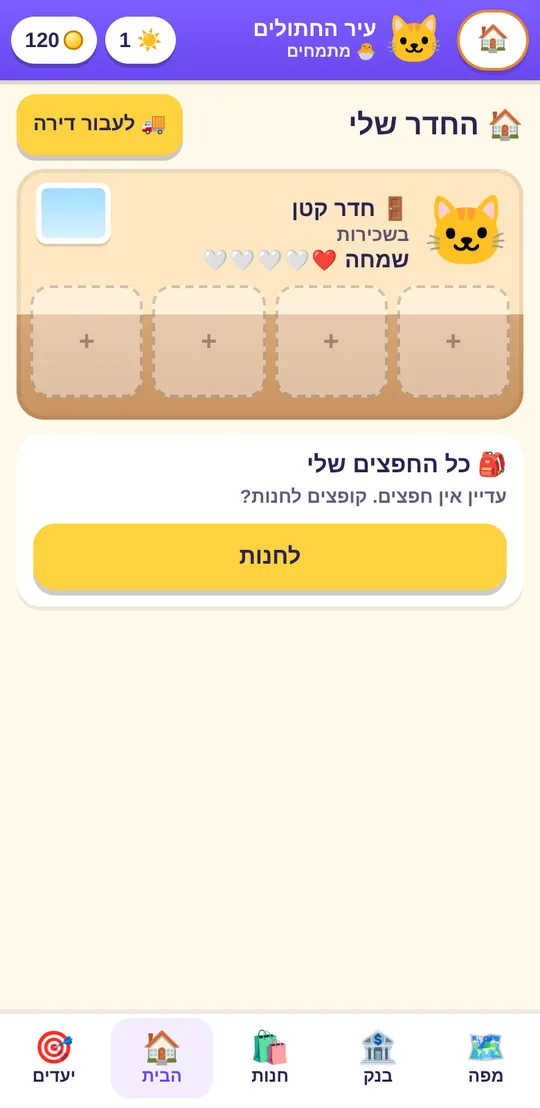 עיר החתולים
🐣 מתמחים
1 ☀️
120
🏠 החדר שלי
🚚 לעבור דירה
🚪 חדר קטן
בשכירות
שמחה ❤️🤍🤍🤍🤍
+ + + +
🎒 כל החפצים שלי
עדיין אין חפצים. קופצים לחנות?
לחנות
מפה
בנק
חנות
הבית
יעדים